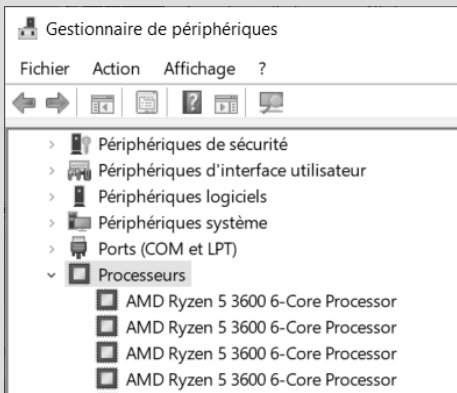 Gestionnaire de périphériques
Fichier Action Affichage ?
Périphériques de sécurité
Périphériques d'interface utilisateur
Périphériques logiciels
Périphériques système
Ports (COM et LPT)
Processeurs
AMD Ryzen 5 3600 6-Core Processor
AMD Ryzen 5 3600 6-Core Processor
AMD Ryzen 5 3600 6-Core Processor
AMD Ryzen 5 3600 6-Core Processor